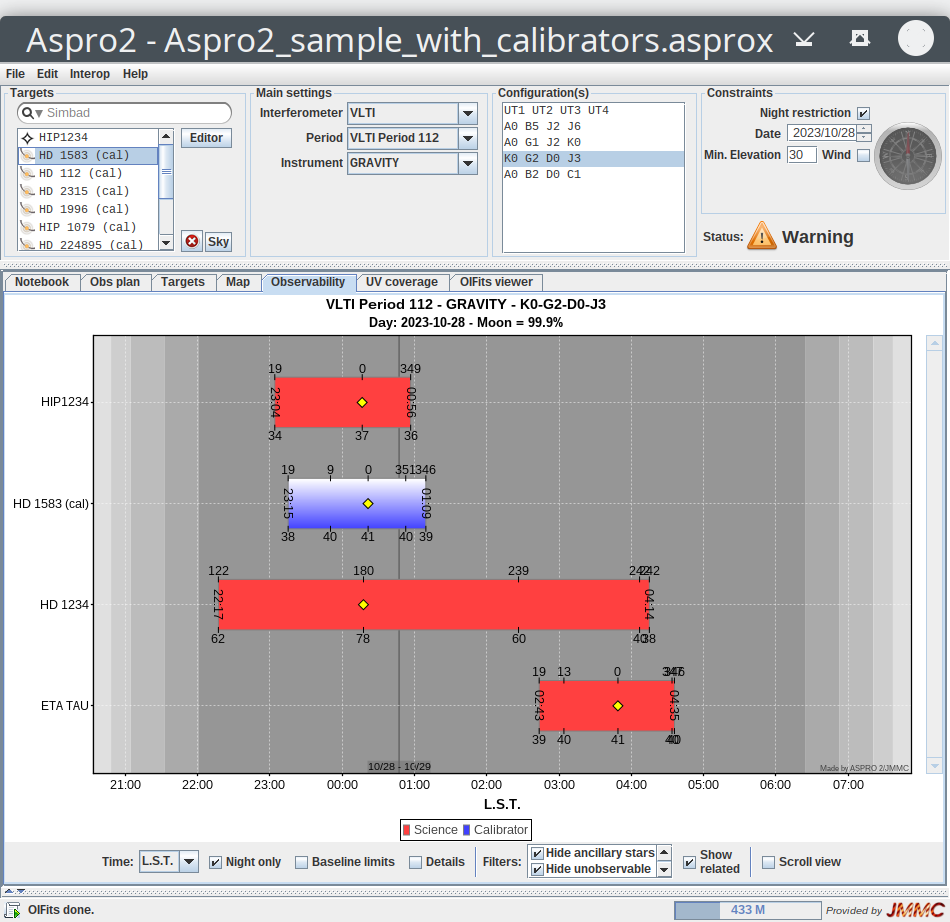 Aspro2 - Aspro2_sample_with_calibrators.asprox
File Edit Interop Help
Targets
Simbad
HIP1234
HD 1583 (cal)
HD 112 (cal)
HD 2315 (cal)
HD 1996 (cal)
HIP 1079 (cal)
HD 224895 (cal)
Editor
Sky
Main settings
Interferometer VLTI
Period VLTI Period 112
Instrument GRAVITY
Configuration(s)
UT1 UT2 UT3 UT4
A0 B5 J2 J6
A0 G1 J2 K0
K0 G2 D0 J3
A0 B2 D0 C1
Constraints
Night restriction
Date 2023/10/28
Min. Elevation 30 Wind
Status: Warning
Notebook Obs plan Targets Map Observability UV coverage OIFits viewer
VLTI Period 112 - GRAVITY - K0-G2-D0-J3
Day: 2023-10-28 - Moon = 99.9%
19 0 349
HIP1234 23:04 00:56
34 37 36
19 9 0 351 346
HD 1583 (cal) 23:15 01:09
38 40 41 40 39
122 180 239 242 242
HD 1234 22:17 04:14
62 78 60 40 38
19 13 0 346
ETA TAU 02:43 04:35
39 40 41 40
10/28 - 10/29
Made by ASPRO 2/JMMC
21:00 22:00 23:00 00:00 01:00 02:00 03:00 04:00 05:00 06:00 07:00
L.S.T.
Science Calibrator
Time: L.S.T. Night only Baseline limits Details Filters: Hide ancillary stars
Hide unobservable
Show
related
Scroll view
OIFits done.
433 M
Provided by JMMC